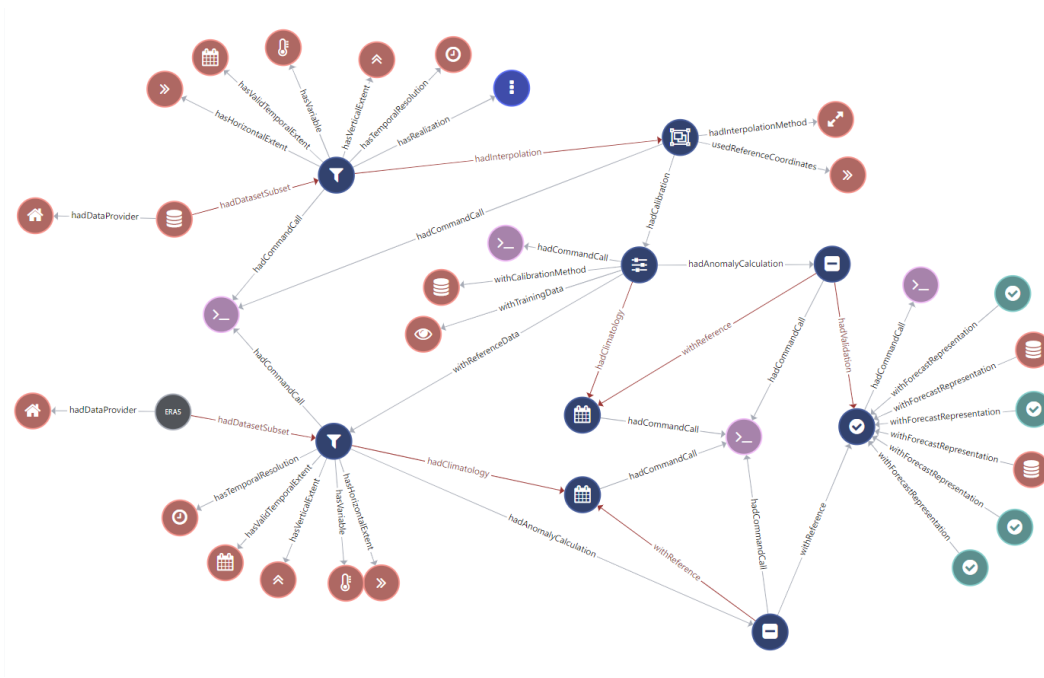 hasValidTemporalExtent
hasVariable
hasVerticalExtent
hasTemporalResolution
hasHorizontalExtent
hasRealization
hadInterpolation
hadInterpolationMethod
usedReferenceCoordinates
hadDatasetSubset
hadDataProvider
hadCommandCall
hadCommandCall
hadCalibration
hadCommandCall
hadAnomalyCalculation
withCalibrationMethod
withTrainingData
withReferenceData
hadClimatology
withReference
hadCommandCall
hadValidation
hadCommandCall
withForecastRepresentation
withForecastRepresentation
withForecastRepresentation
withForecastRepresentation
withForecastRepresentation
withForecastRepresentation
hadCommandCall
hadDataProvider
ERA5
hadDatasetSubset
hadCommandCall
hadClimatology
hadCommandCall
hasTemporalResolution
hasValidTemporalExtent
hasVerticalExtent
hasVariable
hasHorizontalExtent
hadAnomalyCalculation
withReference
hadCommandCall
withReference